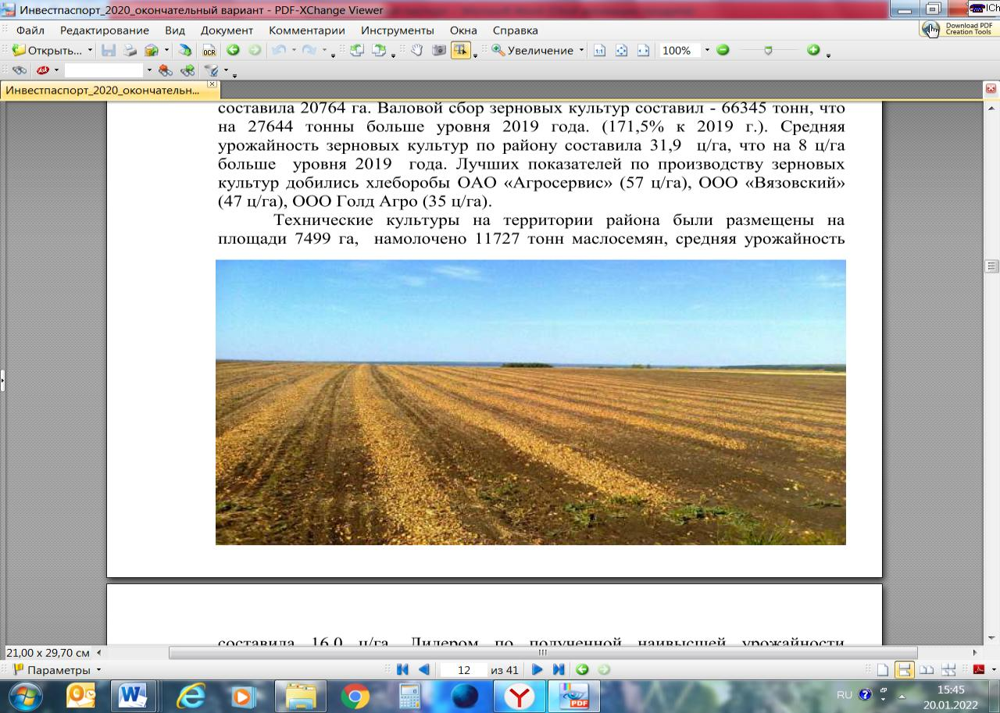 Инвестпаспорт_2020_окончательный вариант - PDF-XChange Viewer
Файл Редактирование Вид Документ Комментарии Инструменты Окна Справка
Download PDF
Creation Tools
Открыть... OCR Увеличение 1:1 100%
Ask
Инвестпаспорт_2020_окончательн...
составила 20764 га. Валовой сбор зерновых культур составил - 66345 тонн, что
на 27644 тонны больше уровня 2019 года. (171,5% к 2019 г.). Средняя
урожайность зерновых культур по району составила 31,9 ц/га, что на 8 ц/га
больше уровня 2019 года. Лучших показателей по производству зерновых
культур добились хлеборобы ОАО «Агросервис» (57 ц/га), ООО «Вязовский»
(47 ц/га), ООО Голд Агро (35 ц/га).
Технические культуры на территории района были размещены на
площади 7499 га, намолочено 11727 тонн маслосемян, средняя урожайность
составила 16,0 ц/га. Лидером по полученной наивысшей урожайности
21,00 x 29,70 см
Параметры 12 из 41
RU 15:45
20.01.2022